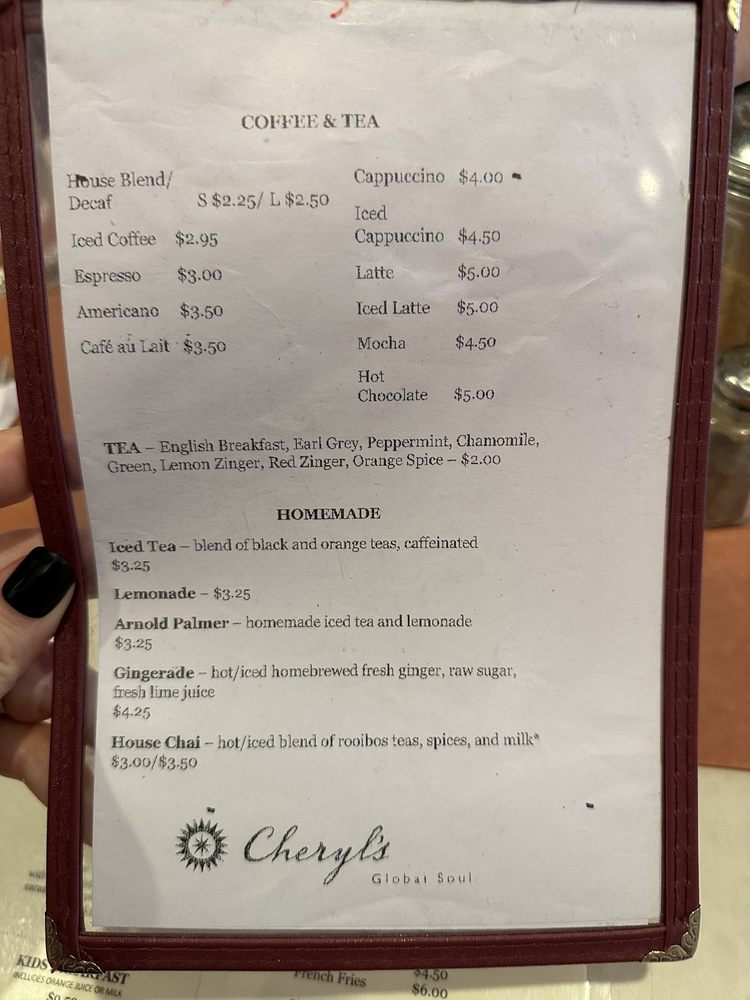 COFFEE & TEA
House Blend/
Decaf S $2.25/ L $2.50
Iced Coffee $2.95
Espresso $3.00
Americano $3.50
Café au Lait $3.50
Cappuccino $4.00
Iced
Cappuccino $4.50
Latte $5.00
Iced Latte $5.00
Mocha $4.50
Hot
Chocolate $5.00
TEA – English Breakfast, Earl Grey, Peppermint, Chamomile,
Green, Lemon Zinger, Red Zinger, Orange Spice – $2.00
HOMEMADE
Iced Tea – blend of black and orange teas, caffeinated
$3.25
Lemonade – $3.25
Arnold Palmer – homemade iced tea and lemonade
$3.25
Gingerade – hot/iced homebrewed fresh ginger, raw sugar,
fresh lime juice
$4.25
House Chai – hot/iced blend of rooibos teas, spices, and milk*
$3.00/$3.50
Cheryl's
Global Soul
KIDS
INCLUDES ORANGE JUICE OR MILK
French Fries $4.50
$6.00